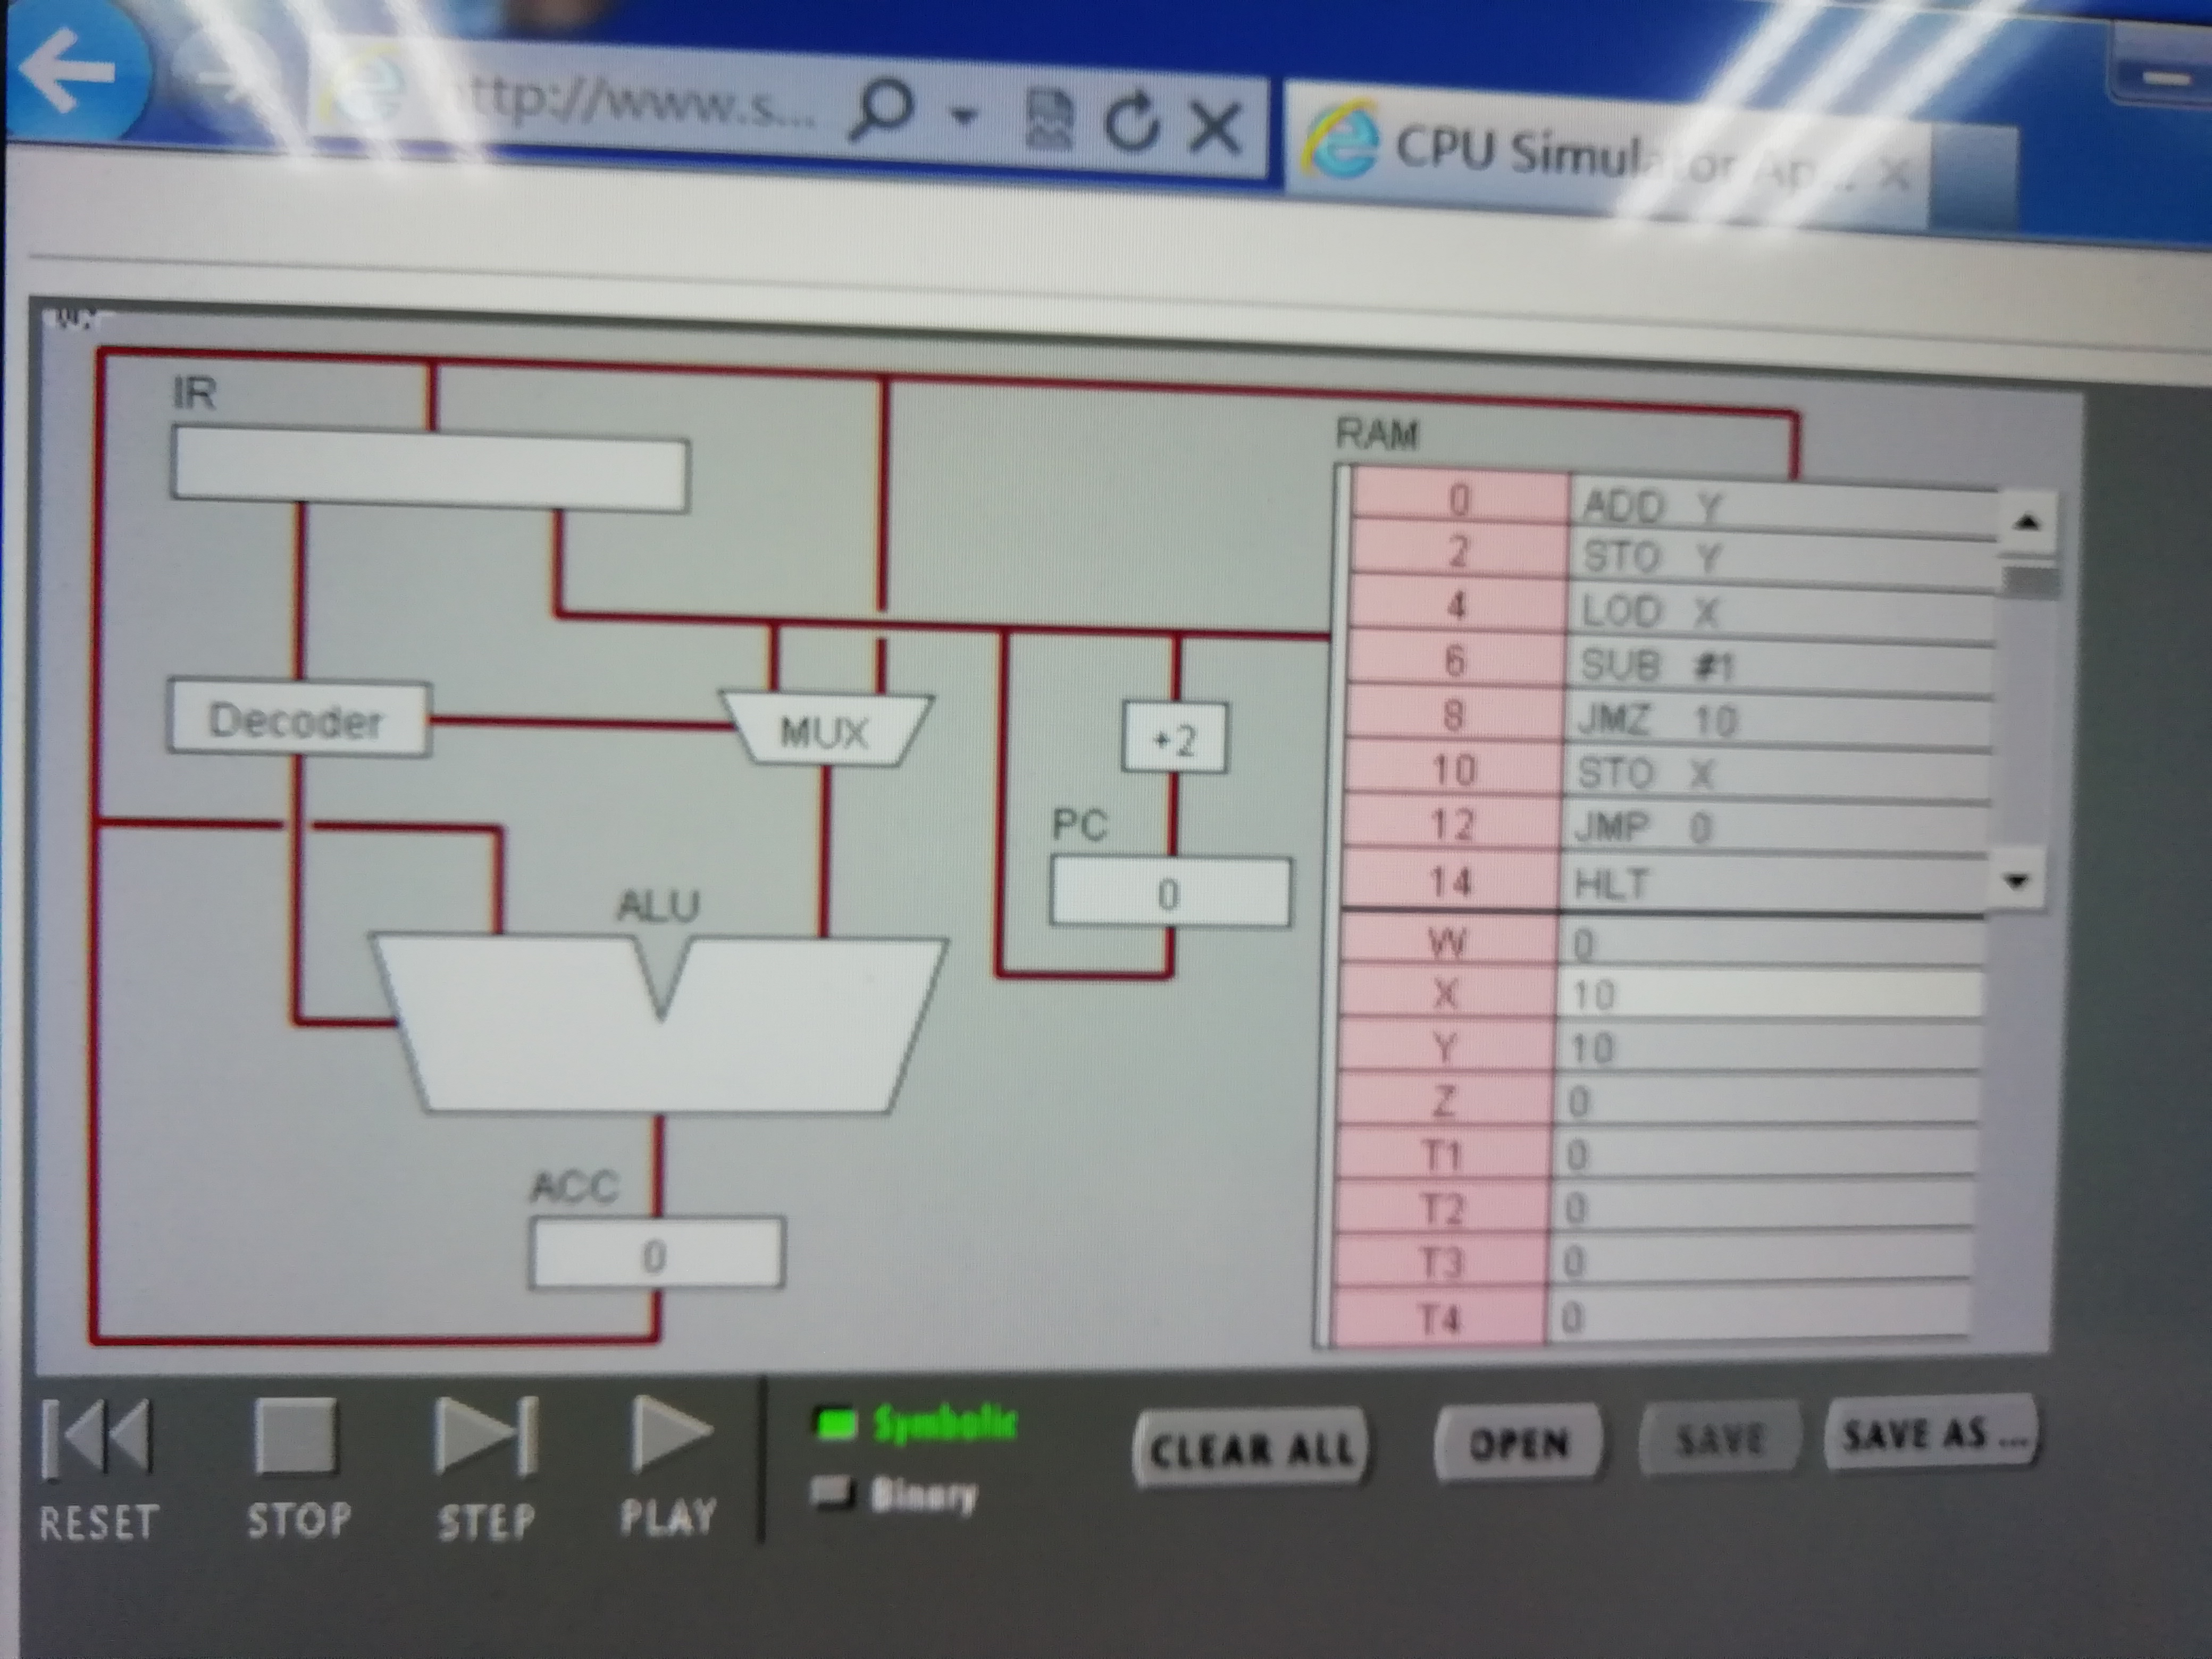 ttp://www.s...
CPU Simulator Ap...
IR
RAM
0 ADD Y
2 STO Y
4 LOD X
6 SUB #1
8 JMZ 10
10 STO X
12 JMP 0
14 HLT
W 0
X 10
Y 10
Z 0
T1 0
T2 0
T3 0
T4 0
Decoder
MUX
+2
PC
0
ALU
ACC
0
RESET
STOP
STEP
PLAY
Symbolic
Binary
CLEAR ALL
OPEN
SAVE
SAVE AS ...